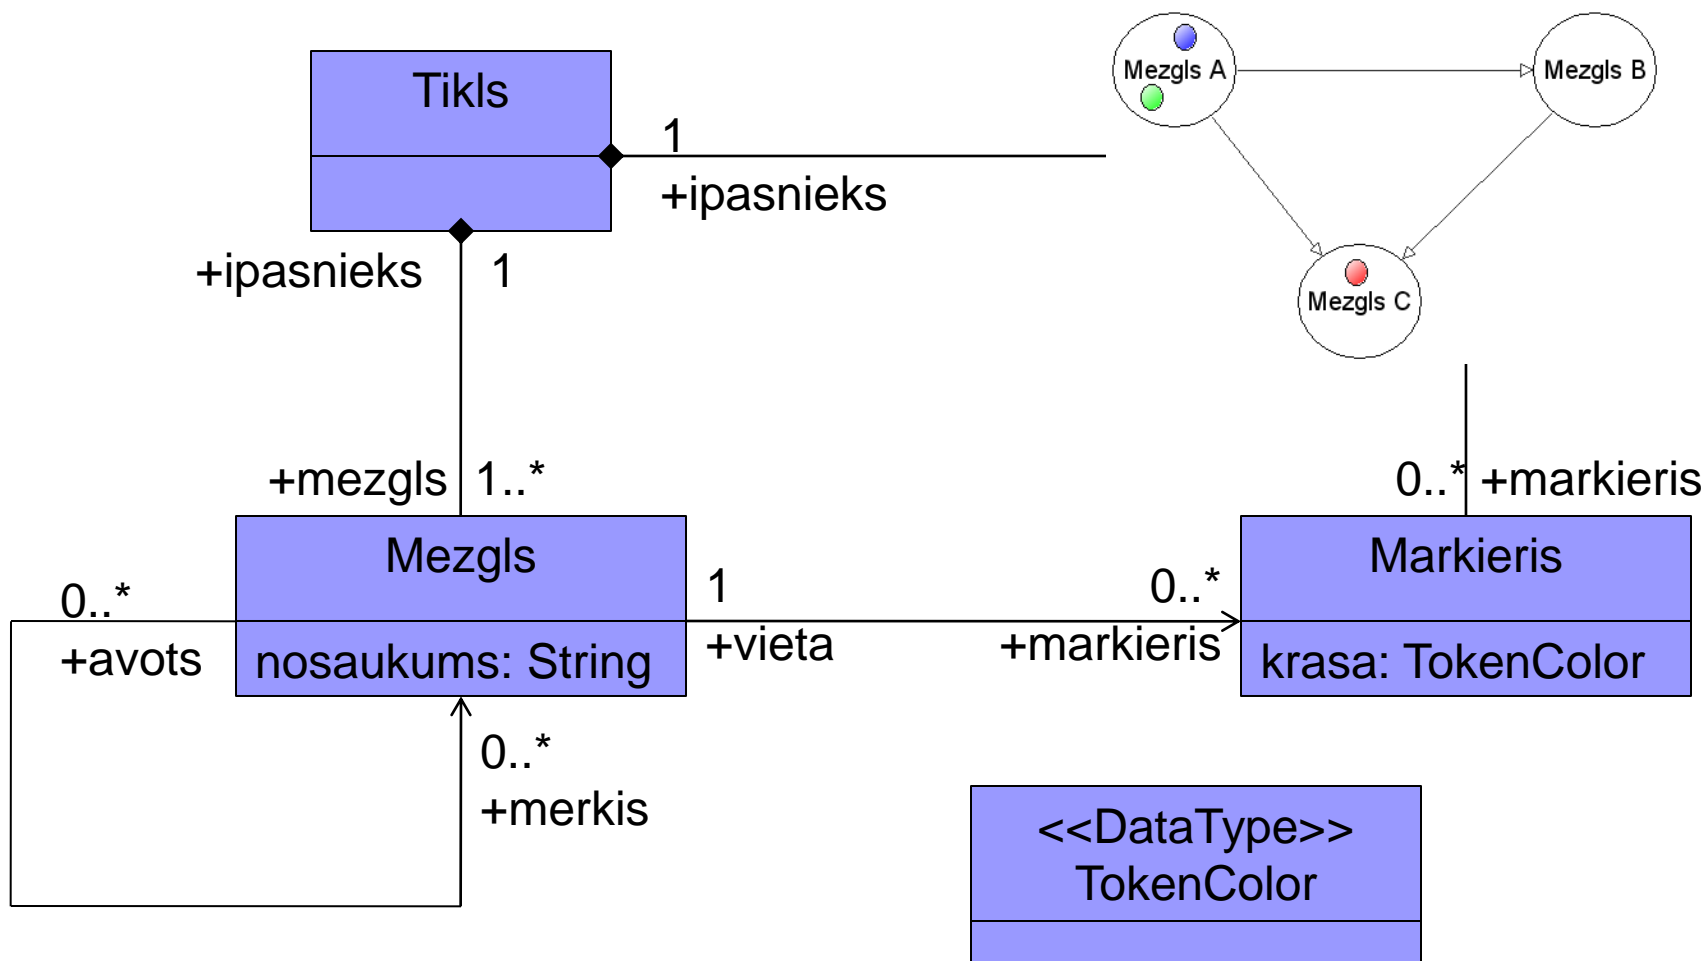 Tikls
1
+ipasnieks
Mezgls A
Mezgls B
Mezgls C
+ipasnieks 1
+mezgls 1..*
0..* +markieris
Mezgls
nosaukums: String
0..*
+avots
1
+vieta
0..*
+markieris
Markieris
krasa: TokenColor
0..*
+merkis
<<DataType>>
TokenColor